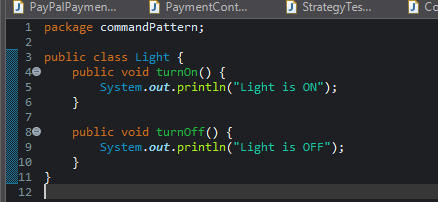 PayPalPaymen... PaymentCont... StrategyTes... Co
1 package commandPattern;
2
3 public class Light {
4 public void turnOn() {
5 System.out.println("Light is ON");
6 }
7
8 public void turnOff() {
9 System.out.println("Light is OFF");
10 }
11 }
12